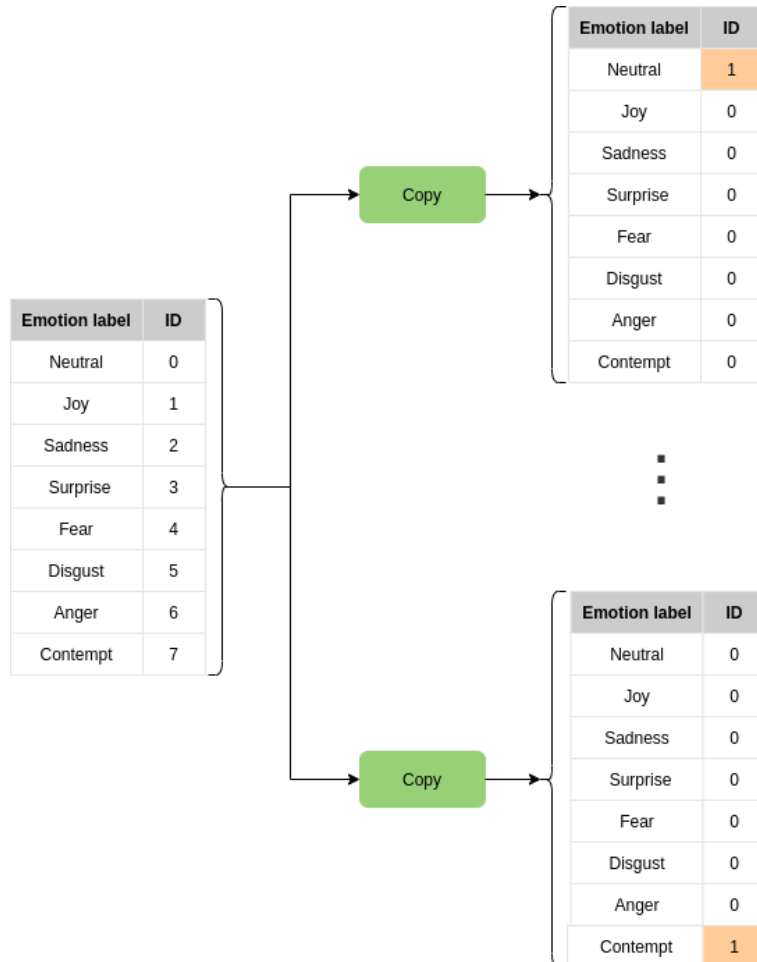 Emotion label ID
Neutral 1
Joy 0
Sadness 0
Surprise 0
Fear 0
Disgust 0
Anger 0
Contempt 0
Copy
Emotion label ID
Neutral 0
Joy 1
Sadness 2
Surprise 3
Fear 4
Disgust 5
Anger 6
Contempt 7
Copy
Emotion label ID
Neutral 0
Joy 0
Sadness 0
Surprise 0
Fear 0
Disgust 0
Anger 0
Contempt 1